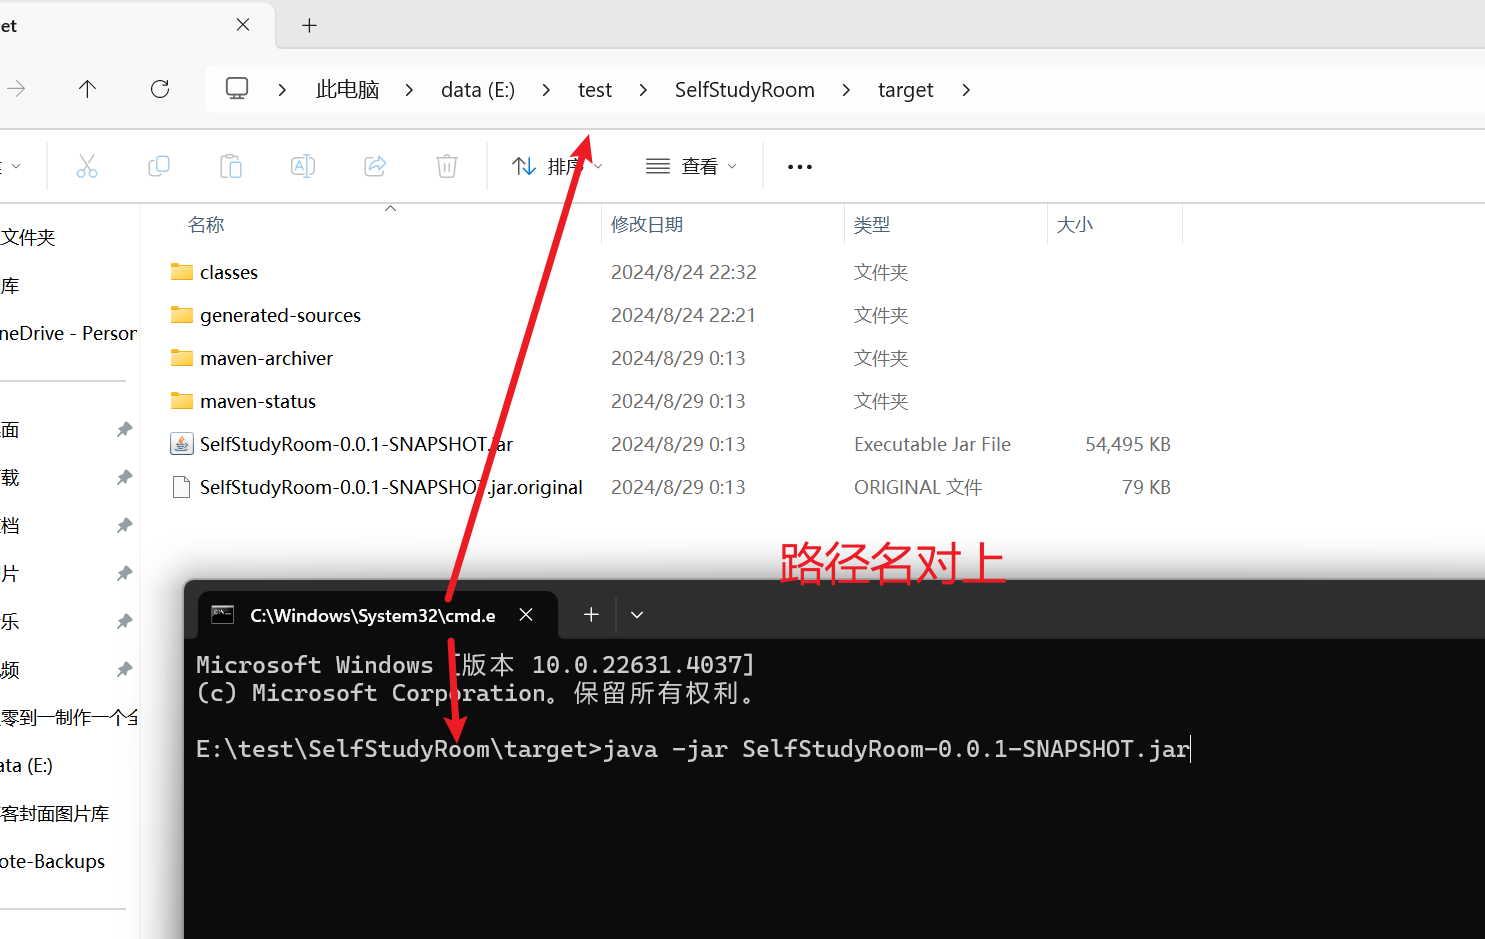 et
此电脑 data (E:) test SelfStudyRoom target
排序 查看
名称 修改日期 类型 大小
classes 2024/8/24 22:32 文件夹
generated-sources 2024/8/24 22:21 文件夹
maven-archiver 2024/8/29 0:13 文件夹
maven-status 2024/8/29 0:13 文件夹
SelfStudyRoom-0.0.1-SNAPSHOT.jar 2024/8/29 0:13 Executable Jar File 54,495 KB
SelfStudyRoom-0.0.1-SNAPSHOT.jar.original 2024/8/29 0:13 ORIGINAL 文件 79 KB
文件夹
库
neDrive - Person
面
载
档
片
乐
频
零到一制作一个全
ata (E:)
客封面图片库
ote-Backups
路径名对上
C:\Windows\System32\cmd.e
Microsoft Windows [版本 10.0.22631.4037]
(c) Microsoft Corporation。保留所有权利。
E:\test\SelfStudyRoom\target>java -jar SelfStudyRoom-0.0.1-SNAPSHOT.jar